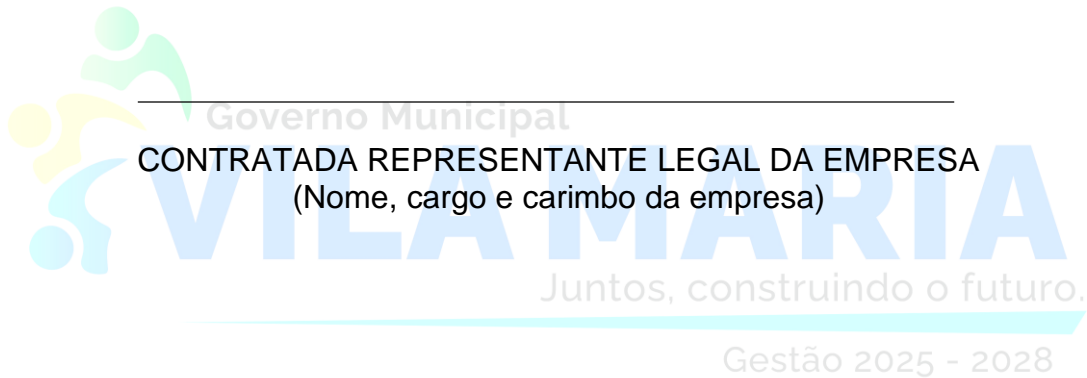 Governo Municipal
CONTRATADA REPRESENTANTE LEGAL DA EMPRESA
(Nome, cargo e carimbo da empresa)
VILA MARIA
Juntos, construindo o futuro.
Gestão 2025 - 2028